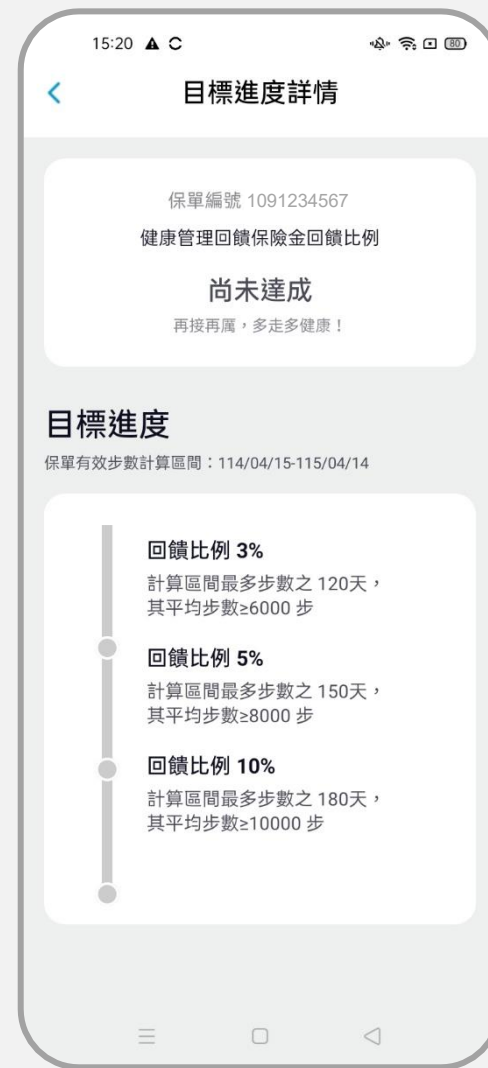 15:20
80
目標進度詳情
保單編號 1091234567
健康管理回饋保險金回饋比例
尚未達成
再接再厲，多走多健康！
目標進度
保單有效步數計算區間：114/04/15-115/04/14
回饋比例 3%
計算區間最多步數之 120天，
其平均步數≥6000 步
回饋比例 5%
計算區間最多步數之 150天，
其平均步數≥8000 步
回饋比例 10%
計算區間最多步數之 180天，
其平均步數≥10000 步